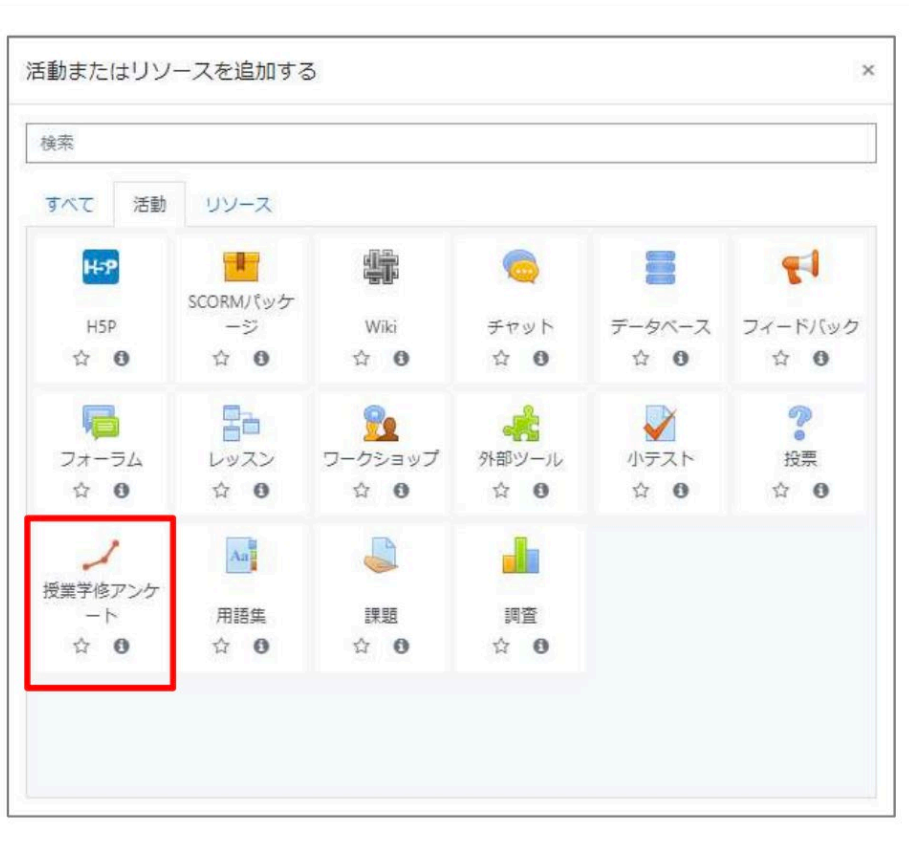 活動またはリソースを追加する ×
検索
すべて 活動 リソース
H5P
H5P
SCORMパッケ
ージ
Wiki
チャット
データベース
フィードバック
フォーラム
レッスン
ワークショップ
外部ツール
小テスト
?
投票
授業学修アンケ
ート
Aa
用語集
課題
調査